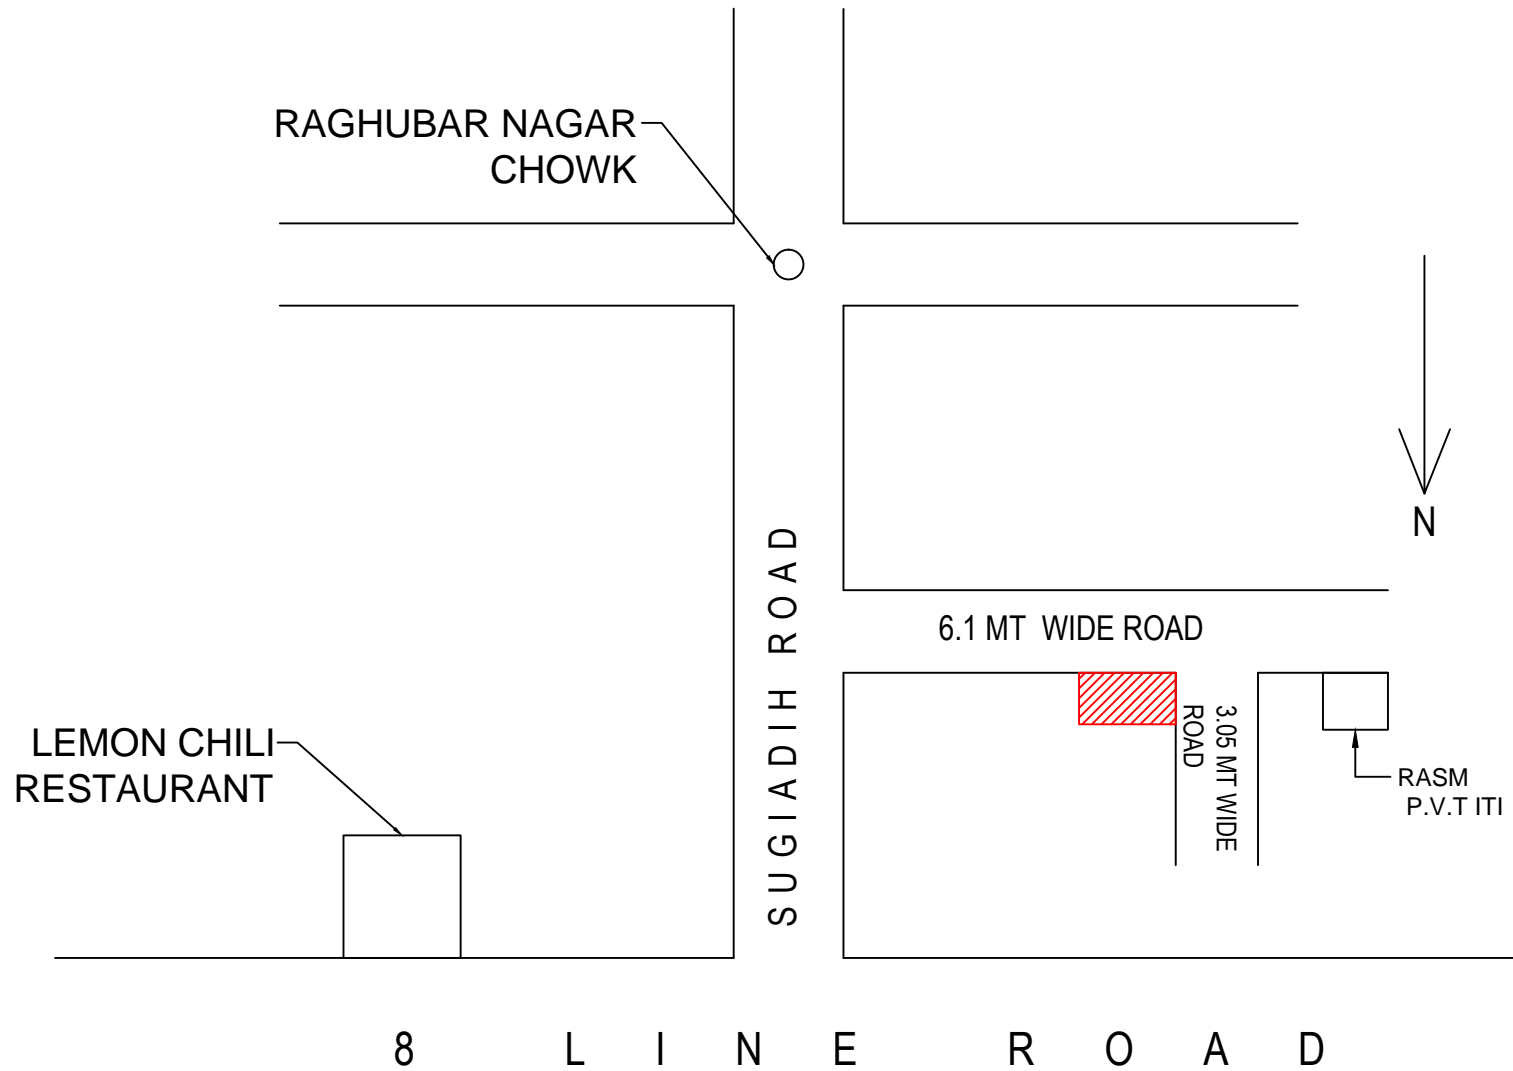 RAGHUBAR NAGAR
CHOWK
N
SUGIADIH ROAD
6.1 MT WIDE ROAD
3.05 MT WIDE
ROAD
LEMON CHILI
RESTAURANT
RASM
P.V.T ITI
8 LINE ROAD